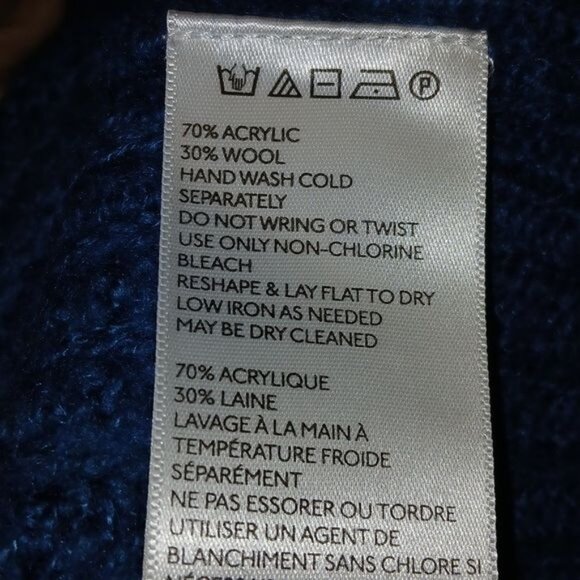 P
70% ACRYLIC
30% WOOL
HAND WASH COLD
SEPARATELY
DO NOT WRING OR TWIST
USE ONLY NON-CHLORINE
BLEACH
RESHAPE & LAY FLAT TO DRY
LOW IRON AS NEEDED
MAY BE DRY CLEANED
70% ACRYLIQUE
30% LAINE
LAVAGE À LA MAIN À
TEMPÉRATURE FROIDE
SÉPARÉMENT
NE PAS ESSORER OU TORDRE
UTILISER UN AGENT DE
BLANCHIMENT SANS CHLORE SI